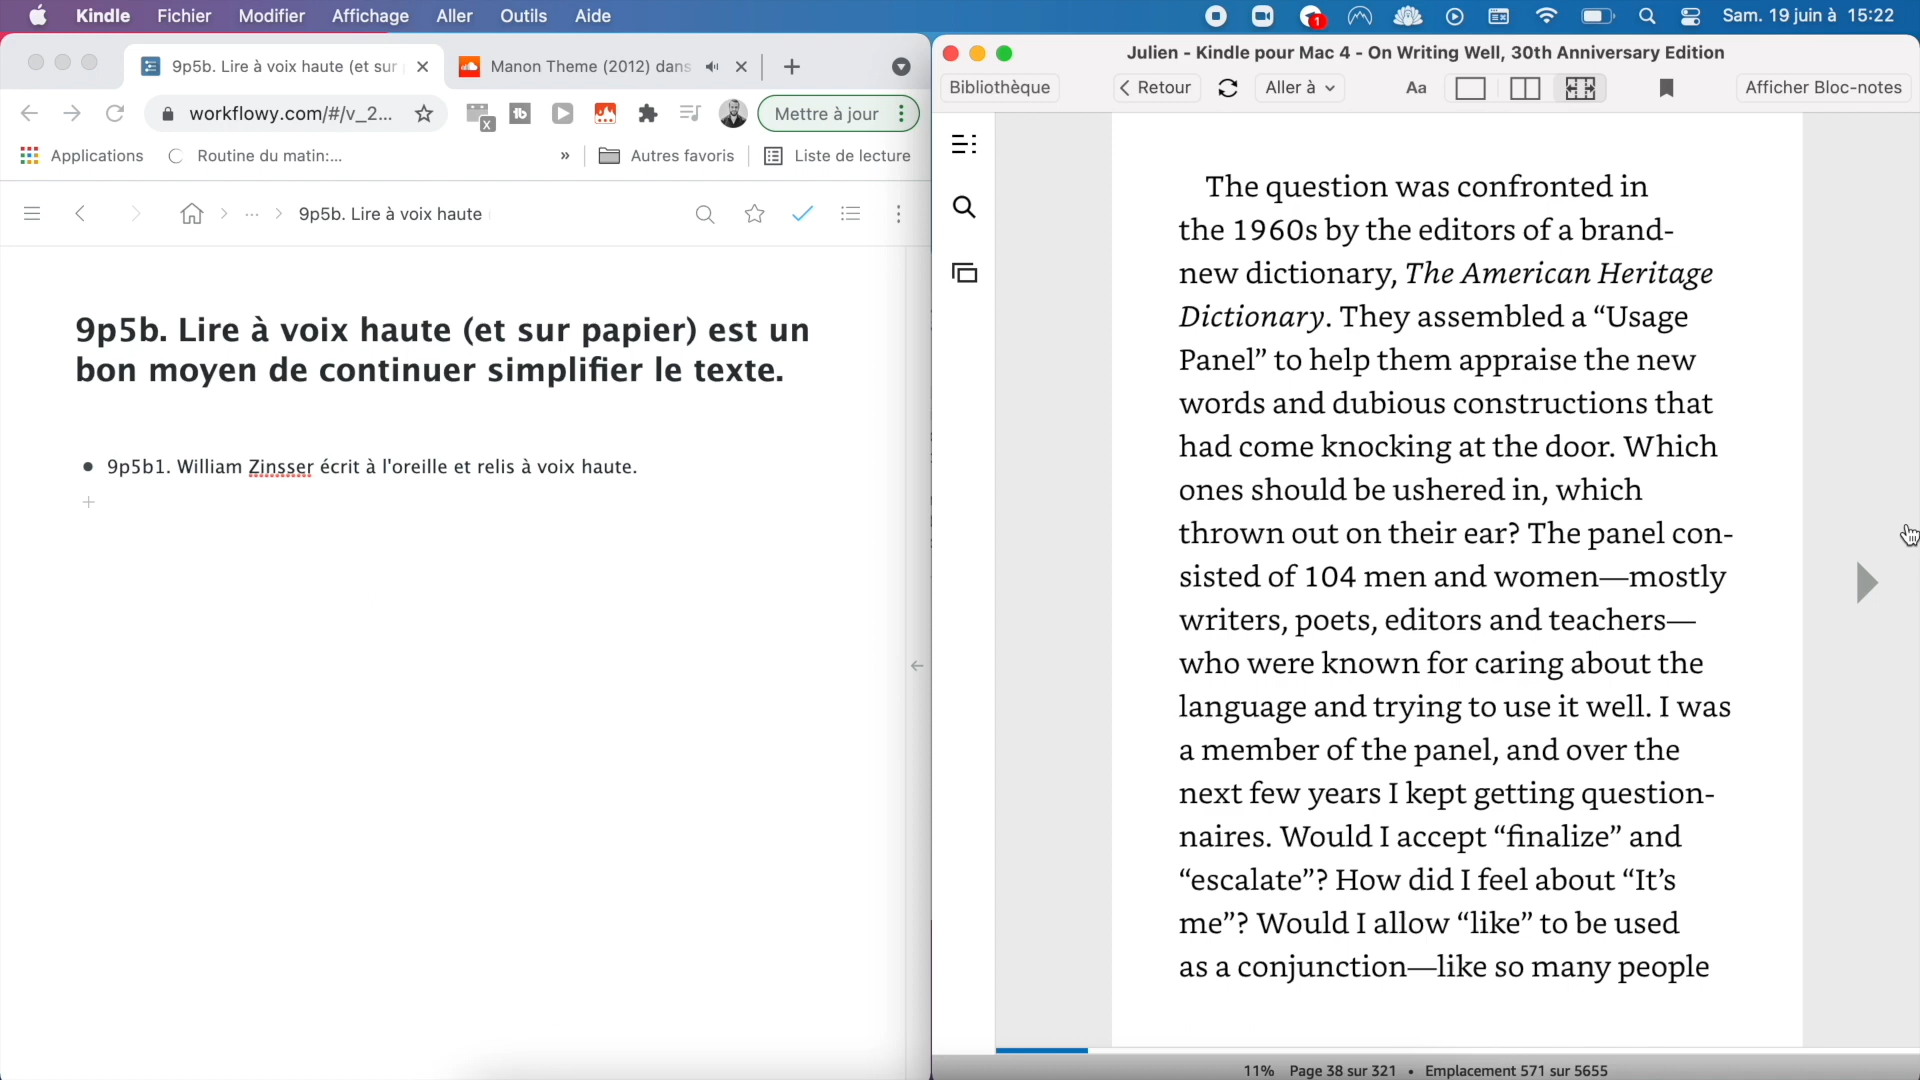 Kindle Fichier Modifier Affichage Aller Outils Aide
1
Sam. 19 juin à 15:22
9p5b. Lire à voix haute (et sur
Manon Theme (2012) dans
workflowy.com/#/v_2...
x
tb
Mettre à jour
Applications
Routine du matin:...
»
Autres favoris
Liste de lecture
... 9p5b. Lire à voix haute
9p5b. Lire à voix haute (et sur papier) est un
bon moyen de continuer simplifier le texte.
• 9p5b1. William Zinsser écrit à l'oreille et relis à voix haute.
+
Julien - Kindle pour Mac 4 - On Writing Well, 30th Anniversary Edition
Bibliothèque
Retour
Aller à
Aa
Afficher Bloc-notes
The question was confronted in
the 1960s by the editors of a brand-
new dictionary, The American Heritage
Dictionary. They assembled a “Usage
Panel” to help them appraise the new
words and dubious constructions that
had come knocking at the door. Which
ones should be ushered in, which
thrown out on their ear? The panel con-
sisted of 104 men and women—mostly
writers, poets, editors and teachers—
who were known for caring about the
language and trying to use it well. I was
a member of the panel, and over the
next few years I kept getting question-
naires. Would I accept “finalize” and
“escalate”? How did I feel about “It’s
me”? Would I allow “like” to be used
as a conjunction—like so many people
11% Page 38 sur 321 • Emplacement 571 sur 5655